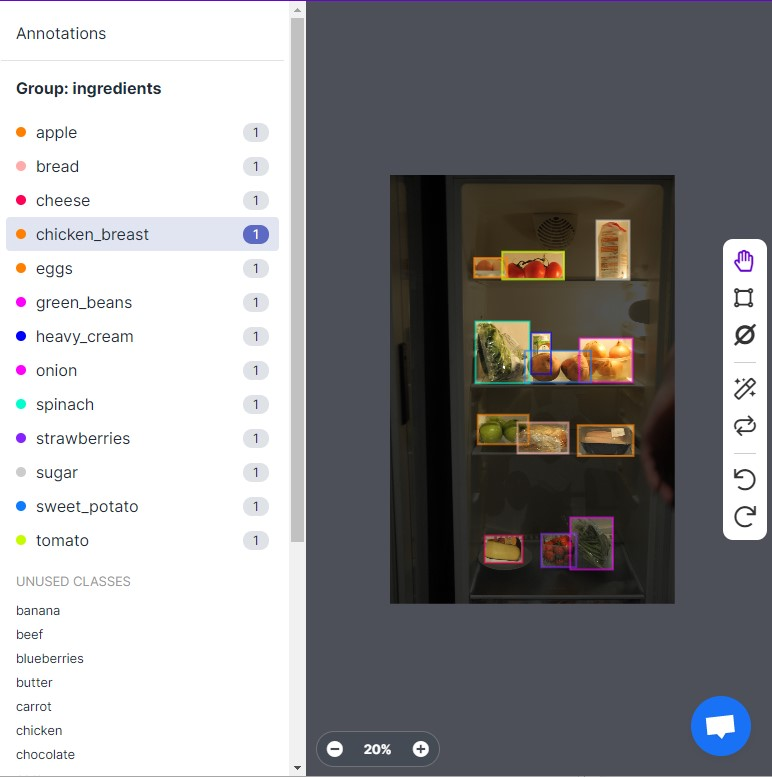 Annotations
Group: ingredients
apple 1
bread 1
cheese 1
chicken_breast 1
eggs 1
green_beans 1
heavy_cream 1
onion 1
spinach 1
strawberries 1
sugar 1
sweet_potato 1
tomato 1
UNUSED CLASSES
banana
beef
blueberries
butter
carrot
chicken
chocolate
20%